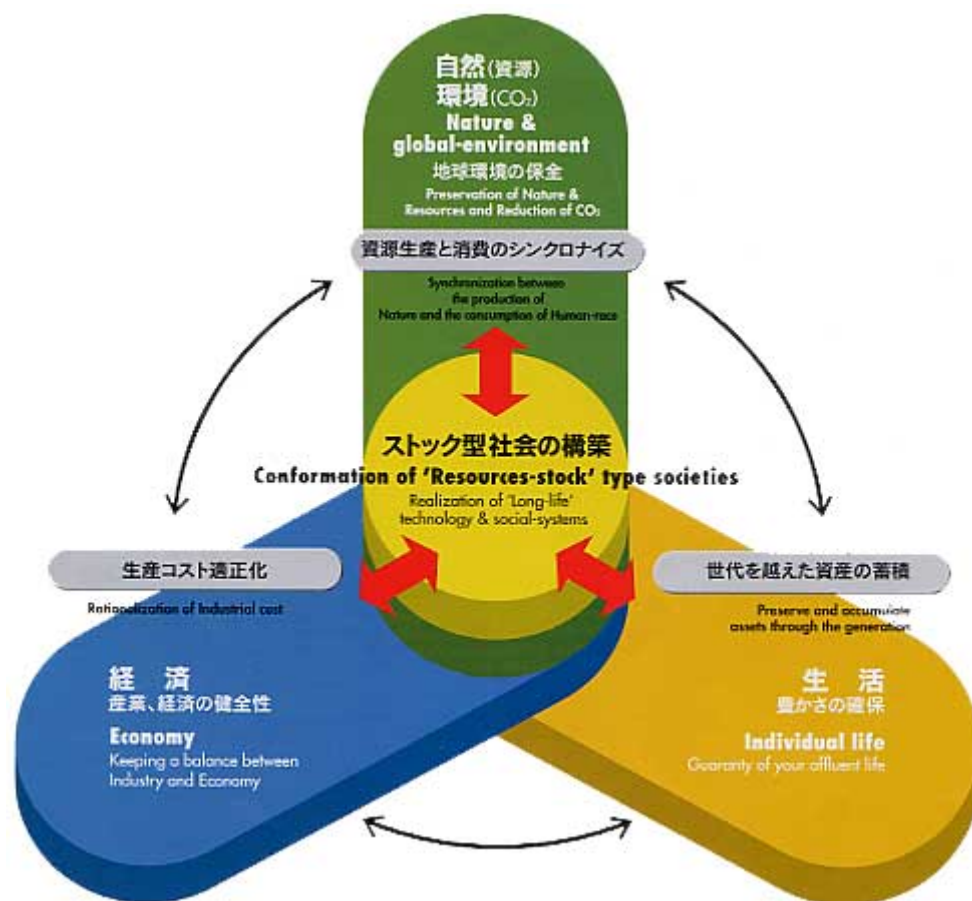 自然(資源)
環境(CO₂)
Nature &
global-environment
地球環境の保全
Preservation of Nature &
Resources and Reduction of CO₂
資源生産と消費のシンクロナイズ
Synchronization between
the production of
Nature and the consumption of Human-race
ストック型社会の構築
Conformation of 'Resources-stock' type societies
Realization of 'Long-life'
technology & social-systems
生産コスト適正化
Rationalization of Industrial cost
経 済
産業、経済の健全性
Economy
Keeping a balance between
Industry and Economy
世代を越えた資産の蓄積
Preserve and accumulate
assets through the generation
生 活
豊かさの確保
Individual life
Guaranty of your affluent life